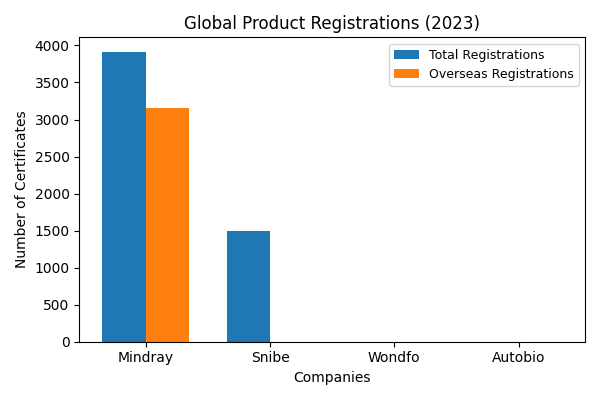 Global Product Registrations (2023)
Total Registrations
Overseas Registrations
Number of Certificates
4000
3500
3000
2500
2000
1500
1000
500
0
Mindray Snibe Wondfo Autobio
Companies